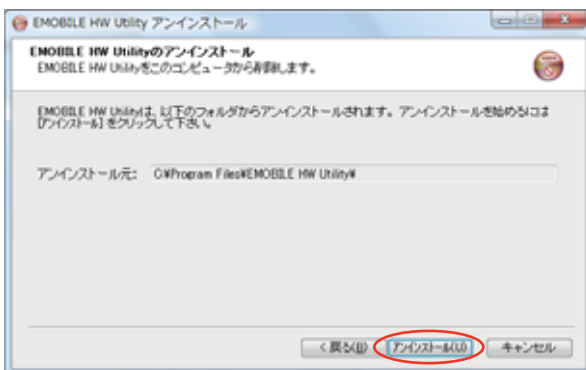 EMOBILE HW Utility アンインストール
EMOBILE HW Utilityのアンインストール
EMOBILE HW Utilityをこのコンピュータから削除します。
EMOBILE HW Utilityは、以下のフォルダからアンインストールされます。アンインストールを始めるには
[アンインストール] をクリックして下さい。
アンインストール元: C:¥Program Files¥EMOBILE HW Utility¥
< 戻る(B) アンインストール(U) キャンセル